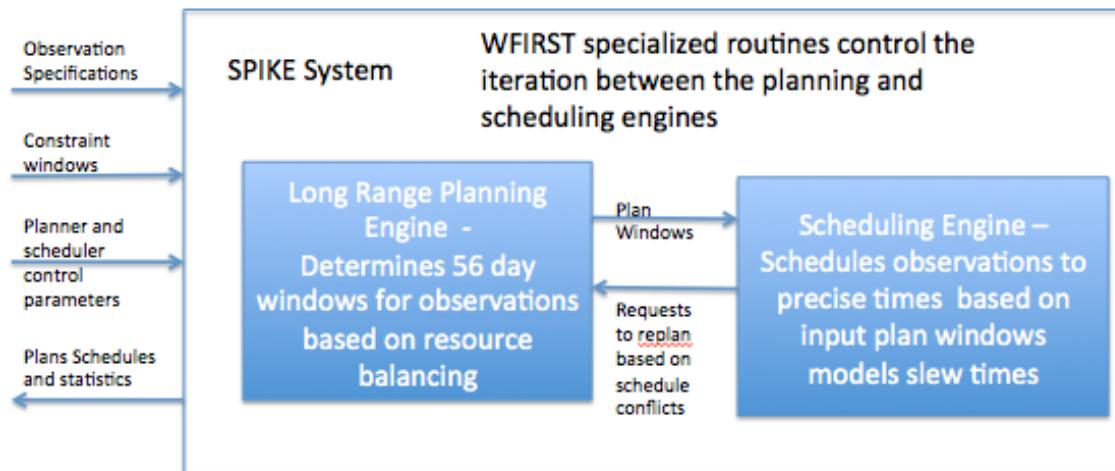 Observation
Specifications
Constraint
windows
Planner and
scheduler
control
parameters
Plans Schedules
and statistics
SPIKE System
WFIRST specialized routines control the
iteration between the planning and
scheduling engines
Long Range Planning
Engine -
Determines 56 day
windows for observations
based on resource
balancing
Plan
Windows
Requests
to replan
based on
schedule
conflicts
Scheduling Engine –
Schedules observations to
precise times based on
input plan windows
models slew times